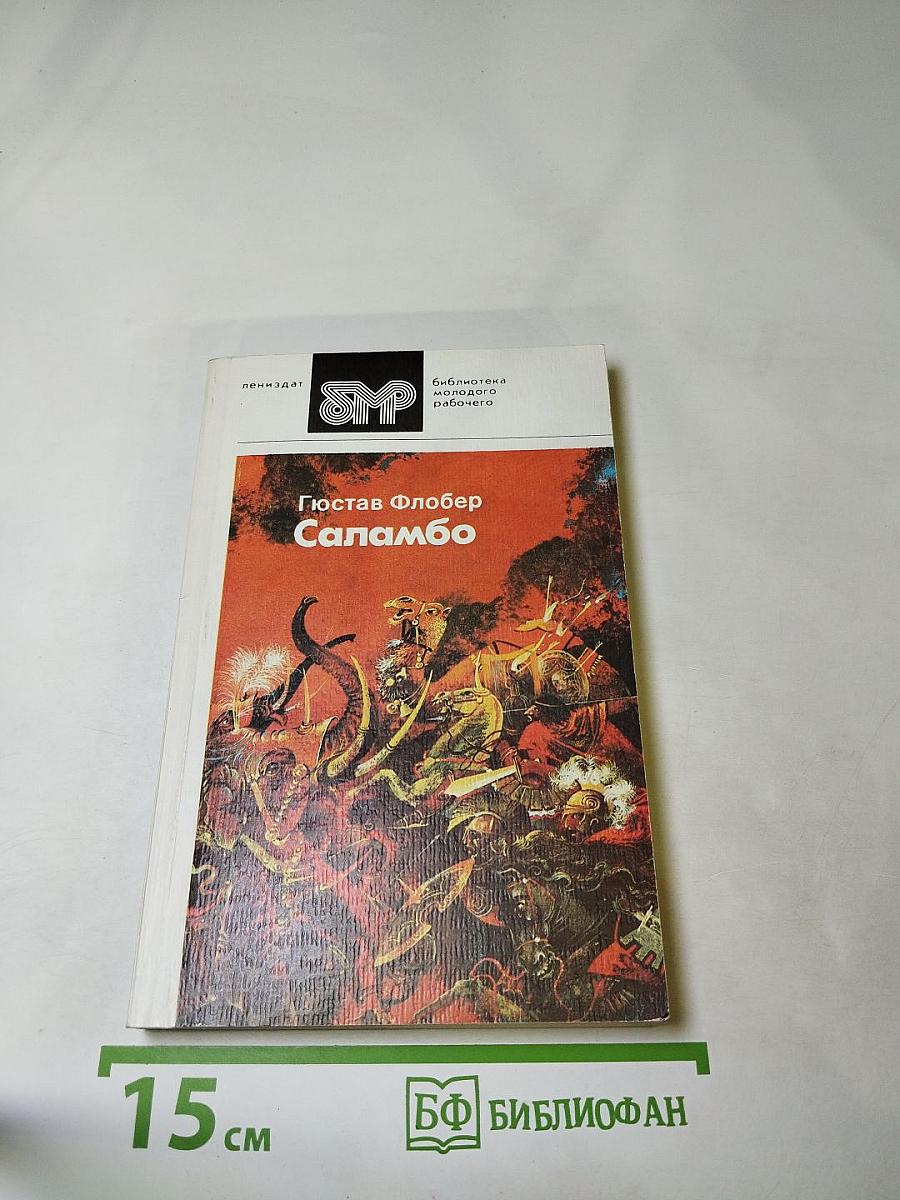 лениздат
бМР
библиотека
молодого
рабочего
Гюстав Флобер
Саламбо
15 см
БФ БИБЛИОФАН